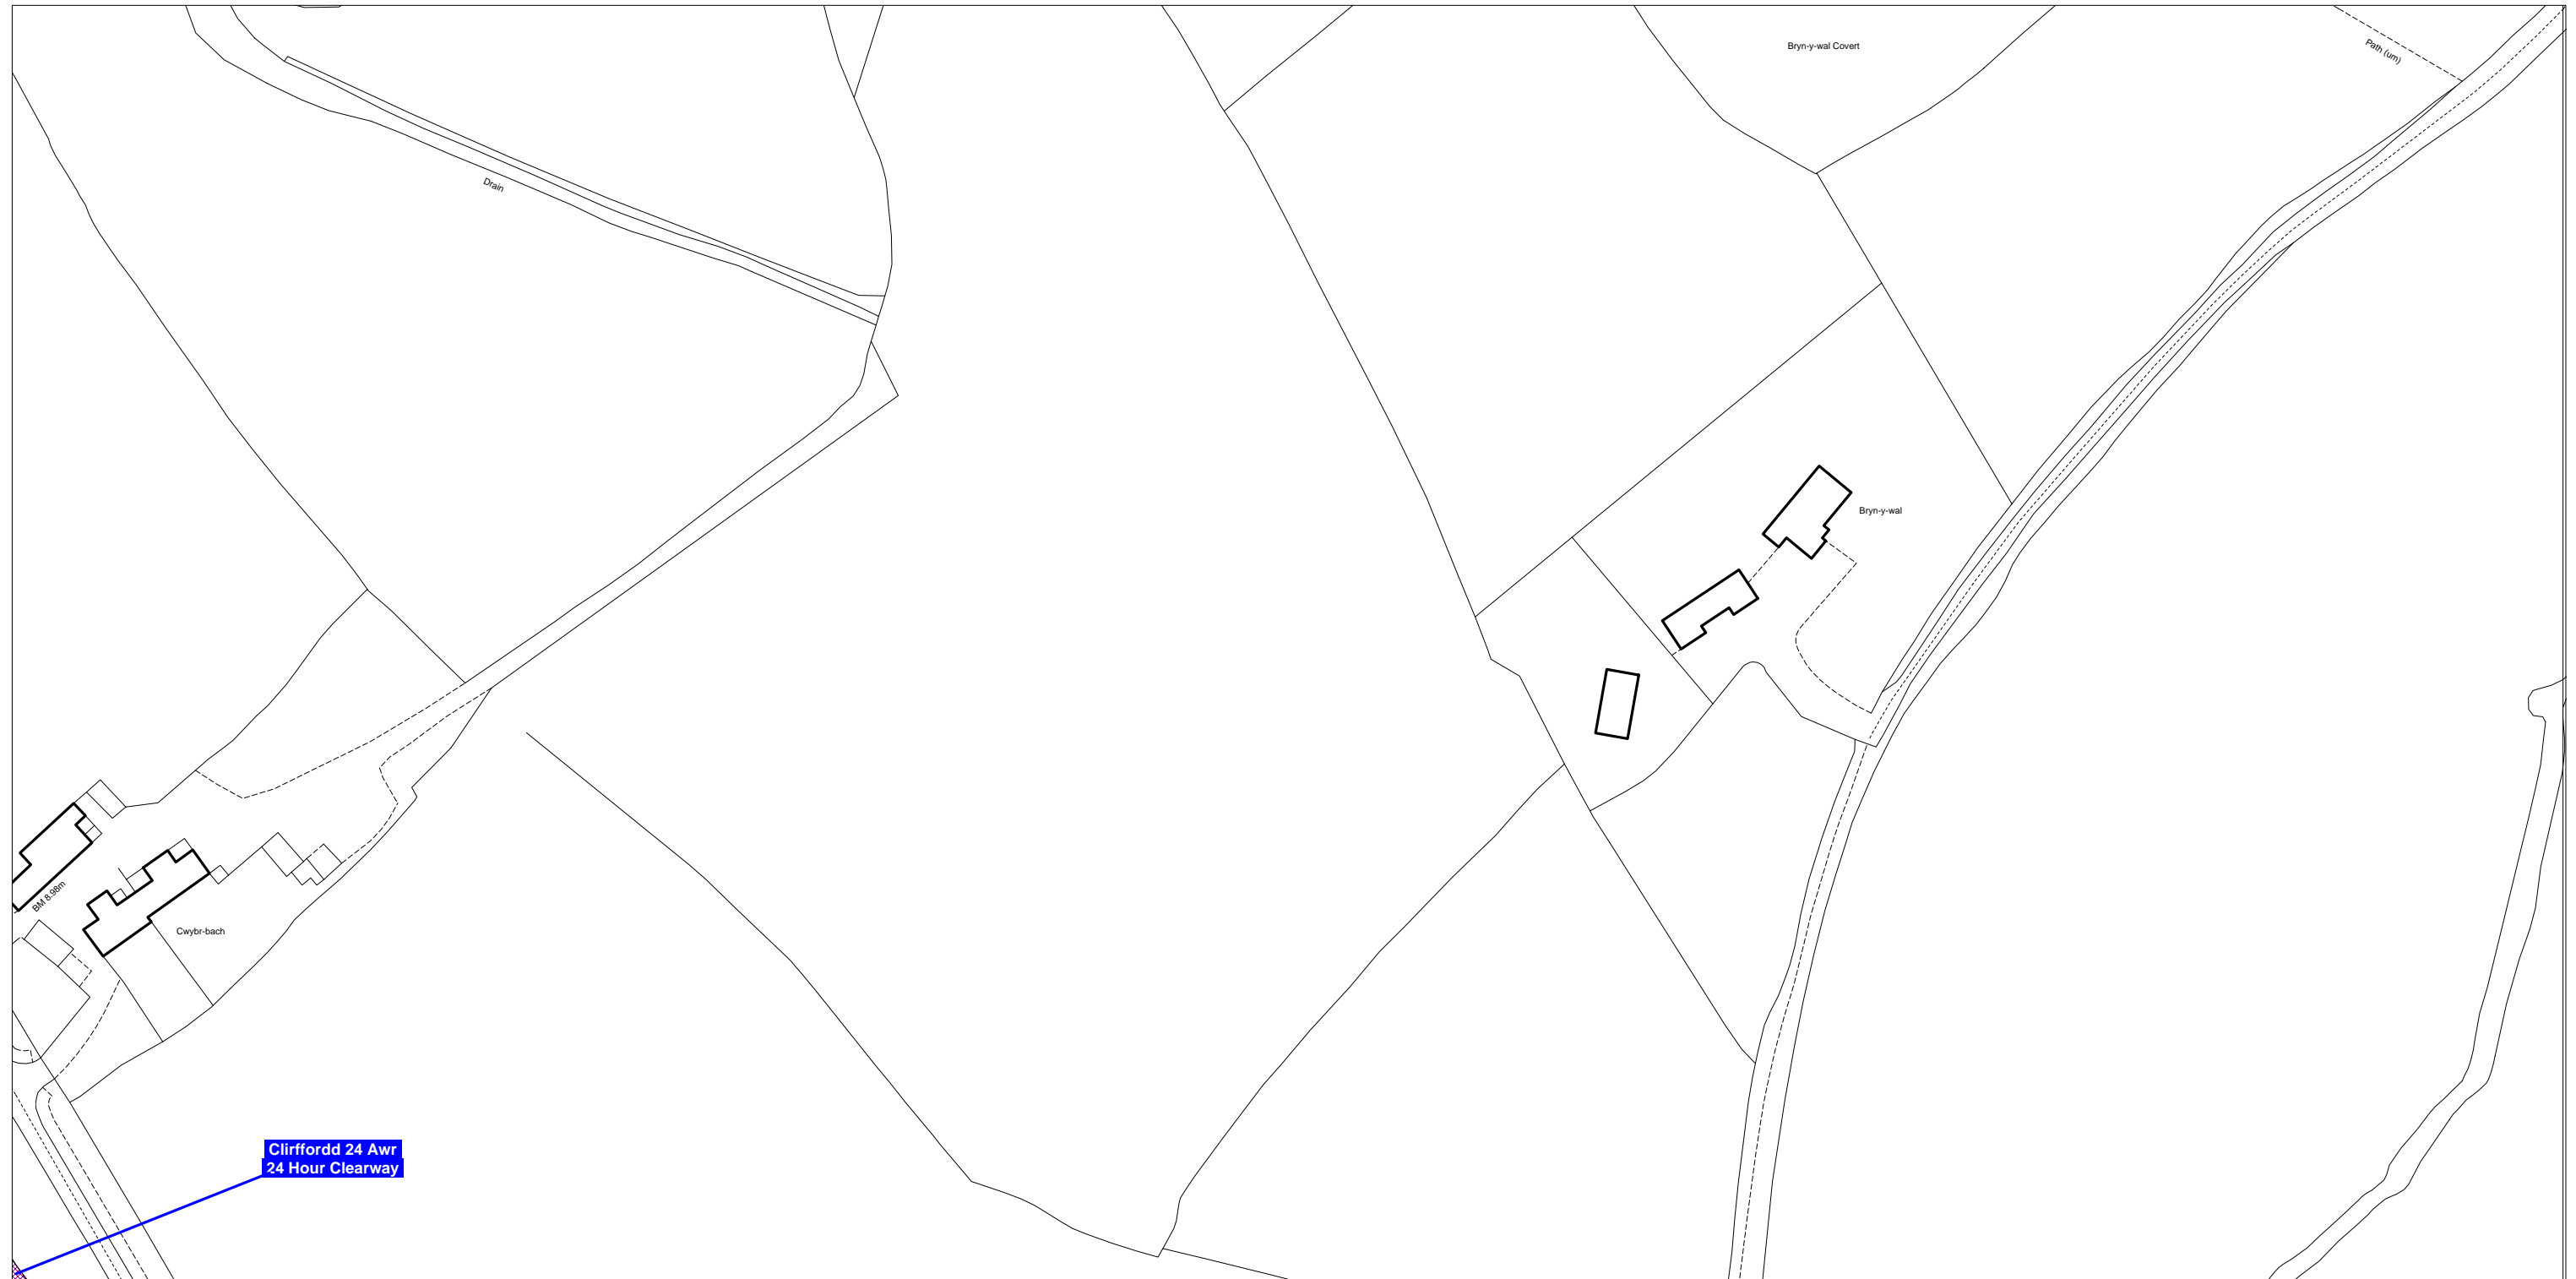 Bryn-y-wal Covert
Path (um)
Drain
Bryn-y-wal
BM 8.98m
Cwybr-bach
Clirffordd 24 Awr
24 Hour Clearway